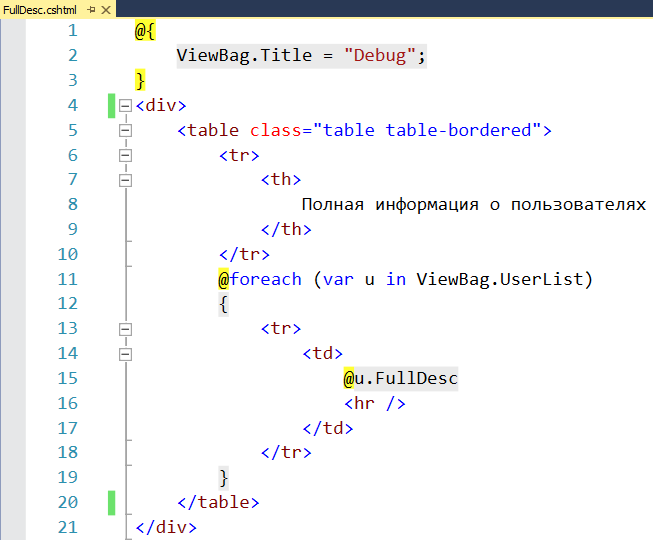 FullDesc.cshtml
1 @{
2     ViewBag.Title = "Debug";
3 }
4 <div>
5     <table class="table table-bordered">
6         <tr>
7             <th>
8                 Полная информация о пользователях
9             </th>
10         </tr>
11         @foreach (var u in ViewBag.UserList)
12         {
13             <tr>
14                 <td>
15                     @u.FullDesc
16                     <hr />
17                 </td>
18             </tr>
19         }
20     </table>
21 </div>